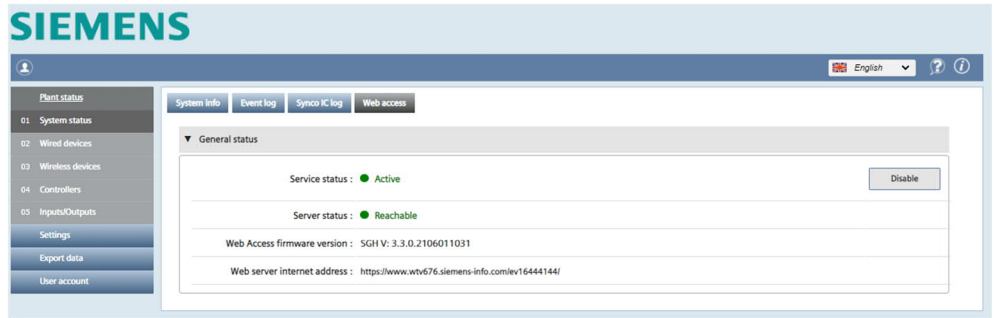 SIEMENS
English
Plant status
System info Event log Synco IC log Web access
01 System status
02 Wired devices
03 Wireless devices
04 Controllers
05 Inputs/Outputs
Settings
Export data
User account
General status
Service status : Active Disable
Server status : Reachable
Web Access firmware version : SGH V: 3.3.0.2106011031
Web server internet address : https://www.wtv676.siemens-info.com/ev16444144/